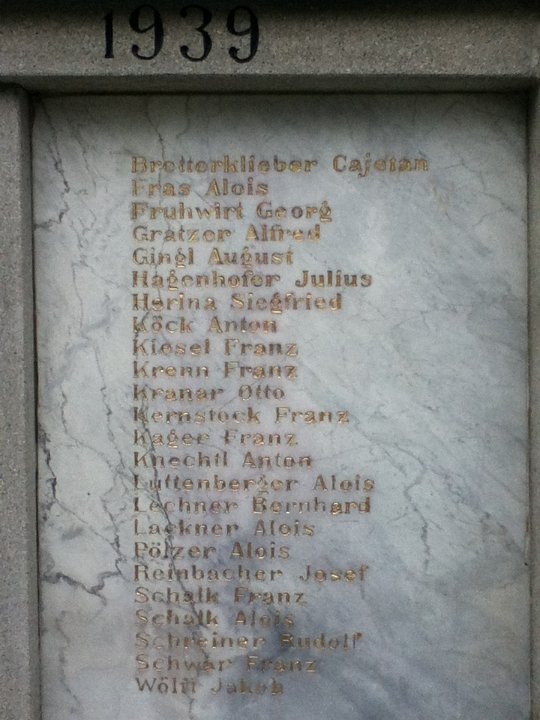 1939
Bretterklieber Cajetan
Fras Alois
Fruhwirt Georg
Gratzer Alfred
Gingl August
Hagenhofer Julius
Herina Siegfried
Köck Anton
Kiesel Franz
Krenn Franz
Kranar Otto
Kernstock Franz
Kager Franz
Knechtl Anton
Luttenberger Alois
Lechner Bernhard
Lackner Alois
Pölzer Alois
Reinbacher Josef
Schalk Franz
Schalk Alois
Schreiner Rudolf
Schwar Franz
Wölfl Jakob